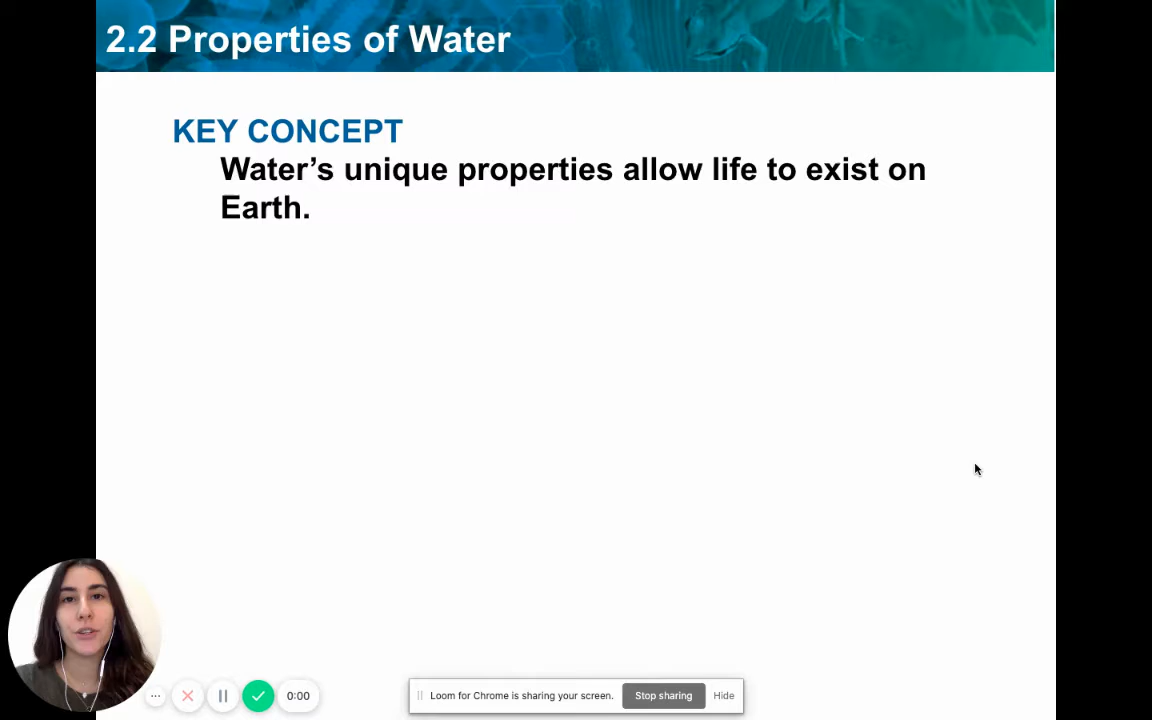 2.2 Properties of Water
KEY CONCEPT
Water’s unique properties allow life to exist on
Earth.
0:00
Loom for Chrome is sharing your screen. Stop sharing Hide